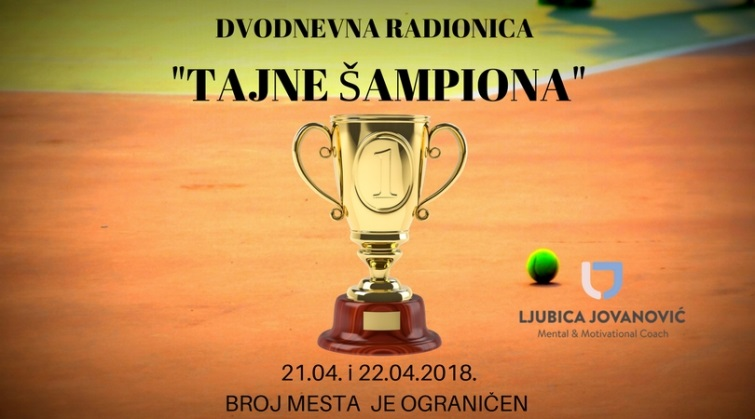 DVODNEVNA RADIONICA
"TAJNE ŠAMPIONA"
1
LJUBICA JOVANOVIĆ
Mental & Motivational Coach
21.04. i 22.04.2018.
BROJ MESTA JE OGRANIČEN